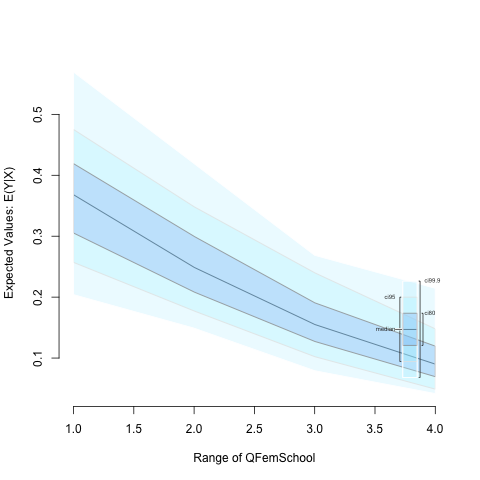 Expected Values: E(Y|X)
0.5
0.4
0.3
0.2
0.1
ci99.9
ci95
ci80
median
1.0 1.5 2.0 2.5 3.0 3.5 4.0
Range of QFemSchool